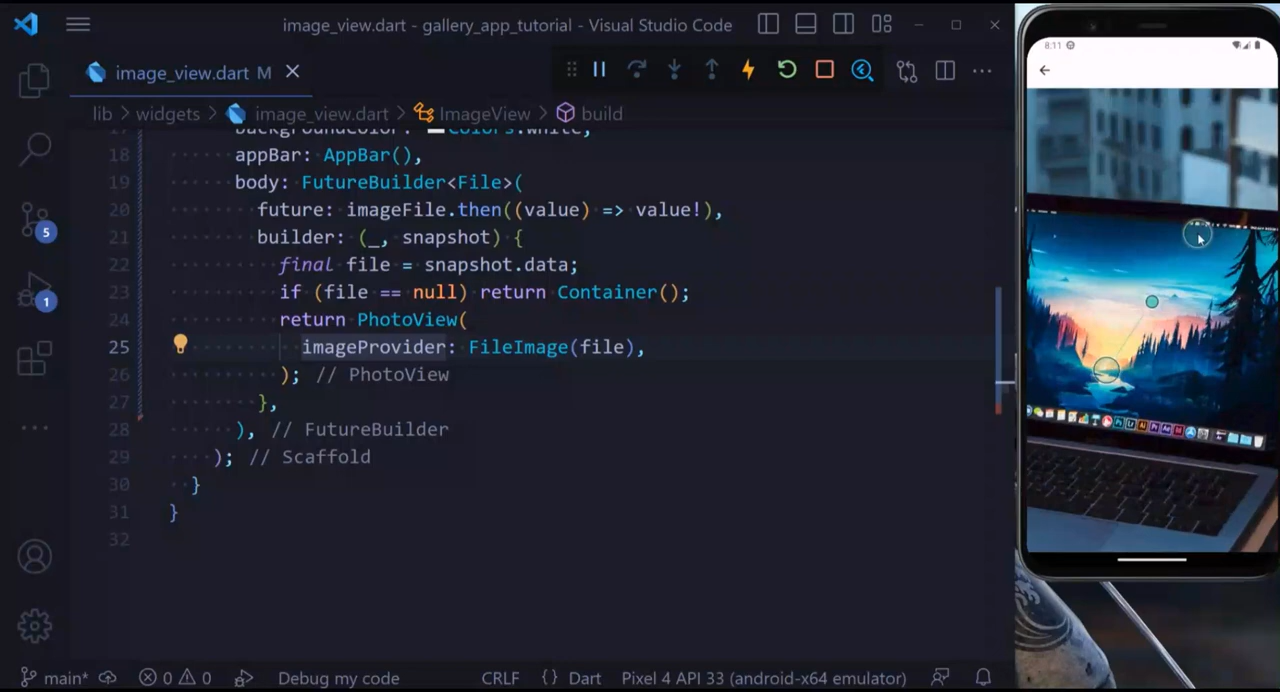 image_view.dart - gallery_app_tutorial - Visual Studio Code
image_view.dart M
lib > widgets > image_view.dart > ImageView > build
17 backgroundColor: Colors.white,
18 appBar: AppBar(),
19 body: FutureBuilder<File>(
20 future: imageFile.then((value) => value!),
21 builder: (_, snapshot) {
22 final file = snapshot.data;
23 if (file == null) return Container();
24 return PhotoView(
25 imageProvider: FileImage(file),
26 ); // PhotoView
27 },
28 ), // FutureBuilder
29 ); // Scaffold
30 }
31 }
32
5
1
main* 0 0 Debug my code CRLF {} Dart Pixel 4 API 33 (android-x64 emulator)
8:11